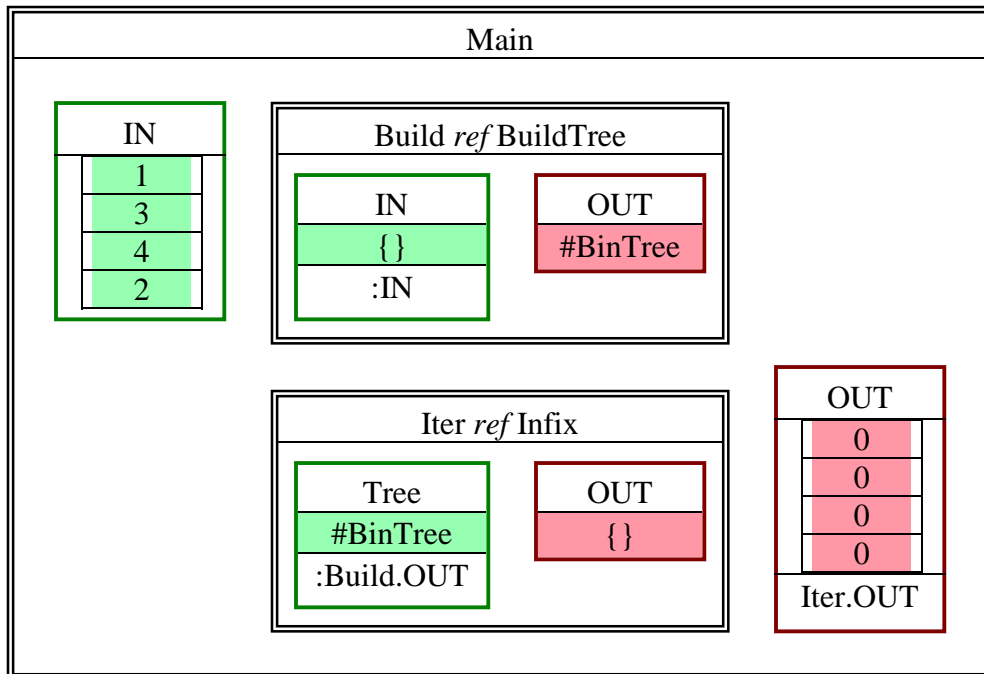 Main
IN
1
3
4
2
Build ref BuildTree
IN
{}
:IN
OUT
#BinTree
Iter ref Infix
Tree
#BinTree
:Build.OUT
OUT
{}
OUT
0
0
0
0
Iter.OUT